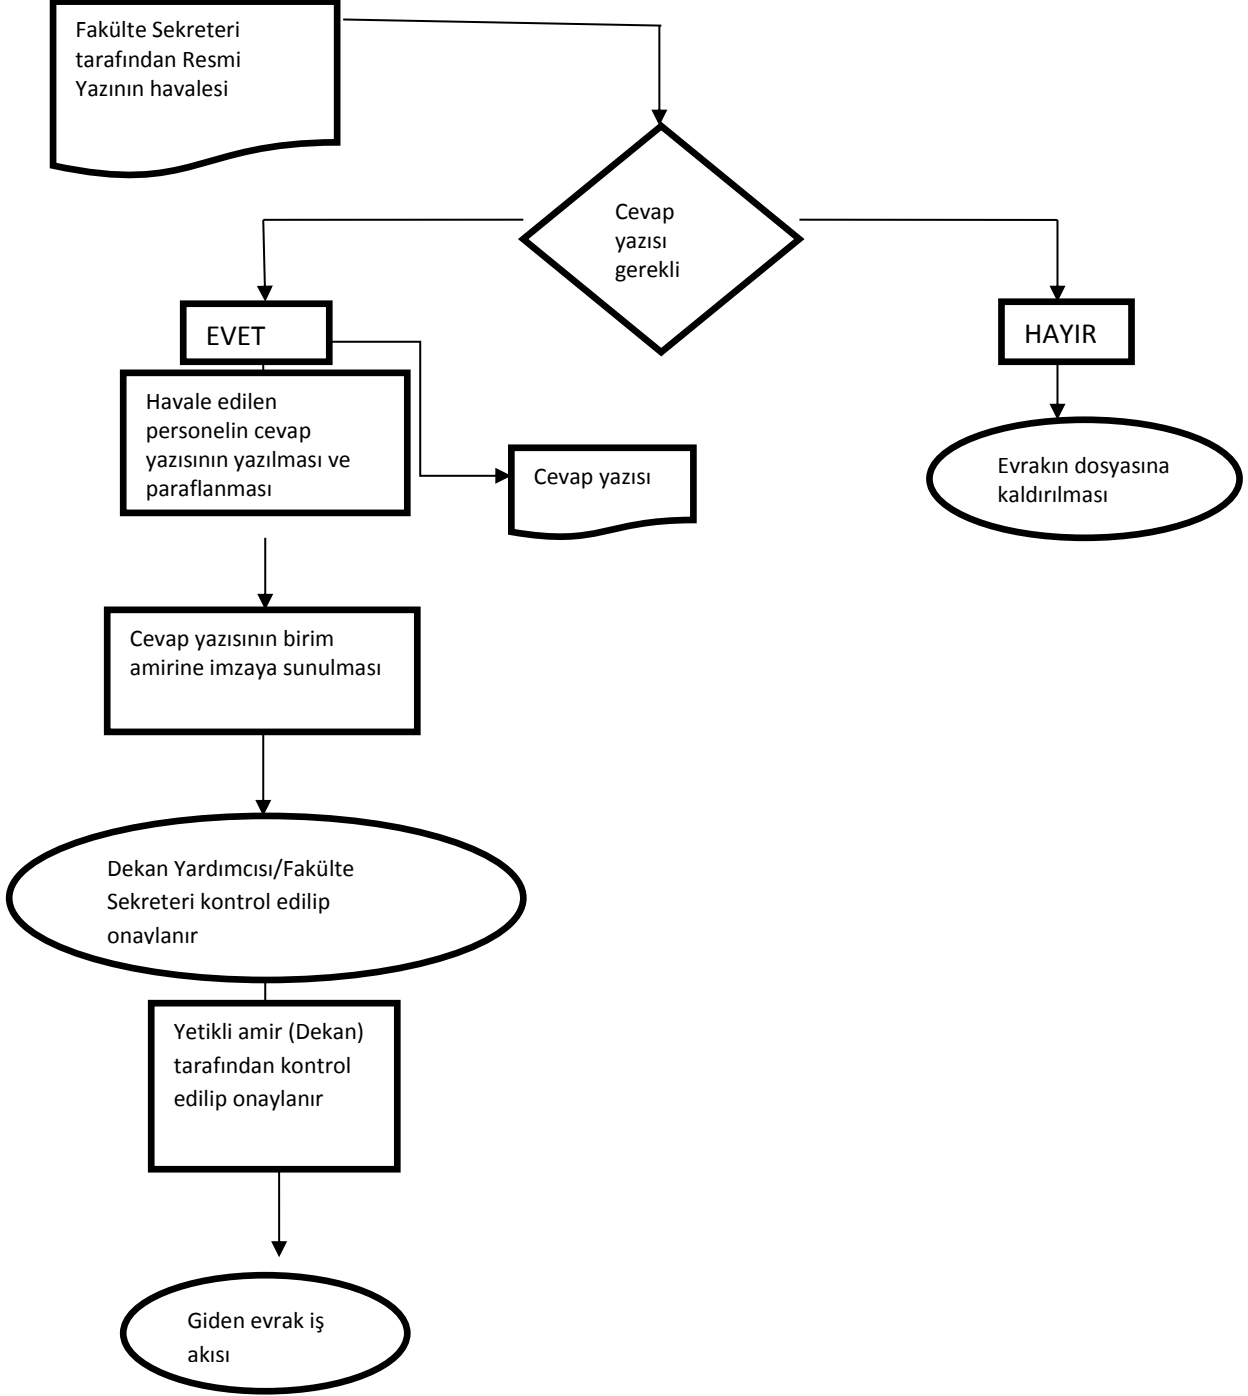 Fakülte Sekreteri
tarafından Resmi
Yazının havalesi
Cevap
yazısı
gerekli
EVET
HAYIR
Havale edilen
personelin cevap
yazısının yazılması ve
paraflanması
Cevap yazısı
Evrakın dosyasına
kaldırılması
Cevap yazısının birim
amirine imzaya sunulması
Dekan Yardımcısı/Fakülte
Sekreteri kontrol edilip
onaylanır
Yetikli amir (Dekan)
tarafından kontrol
edilip onaylanır
Giden evrak iş
akışı